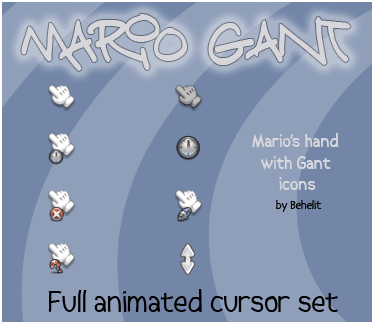 MARIO GANT
Mario's hand
with Gant
icons
by Behelit
Full animated cursor set